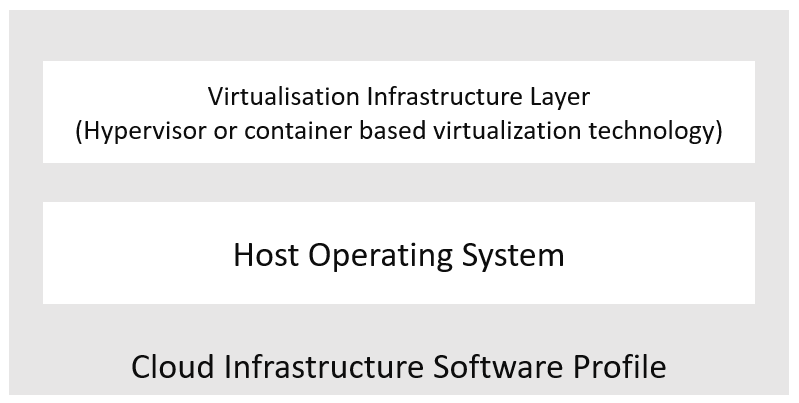 Virtualisation Infrastructure Layer
(Hypervisor or container based virtualization technology)
Host Operating System
Cloud Infrastructure Software Profile